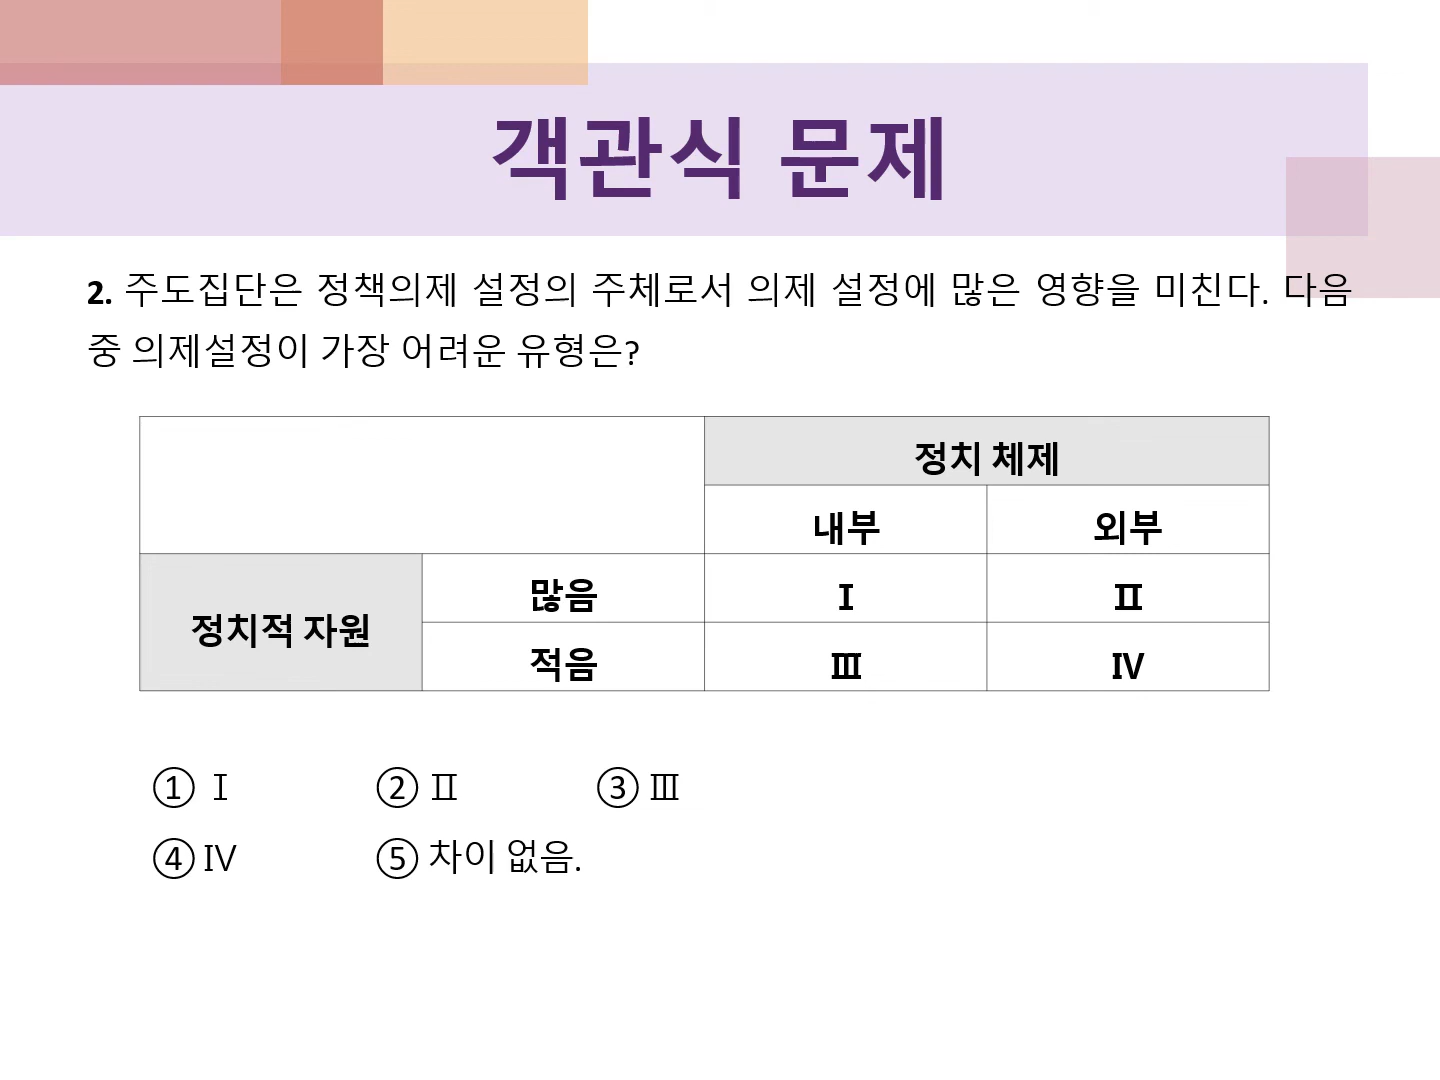 객관식 문제
2. 주도집단은 정책의제 설정의 주체로서 의제 설정에 많은 영향을 미친다. 다음
중 의제설정이 가장 어려운 유형은?
정치 체제
내부 외부
정치적 자원
많음 Ⅰ Ⅱ
적음 Ⅲ Ⅳ
① Ⅰ ② Ⅱ ③ Ⅲ
④ Ⅳ ⑤ 차이 없음.